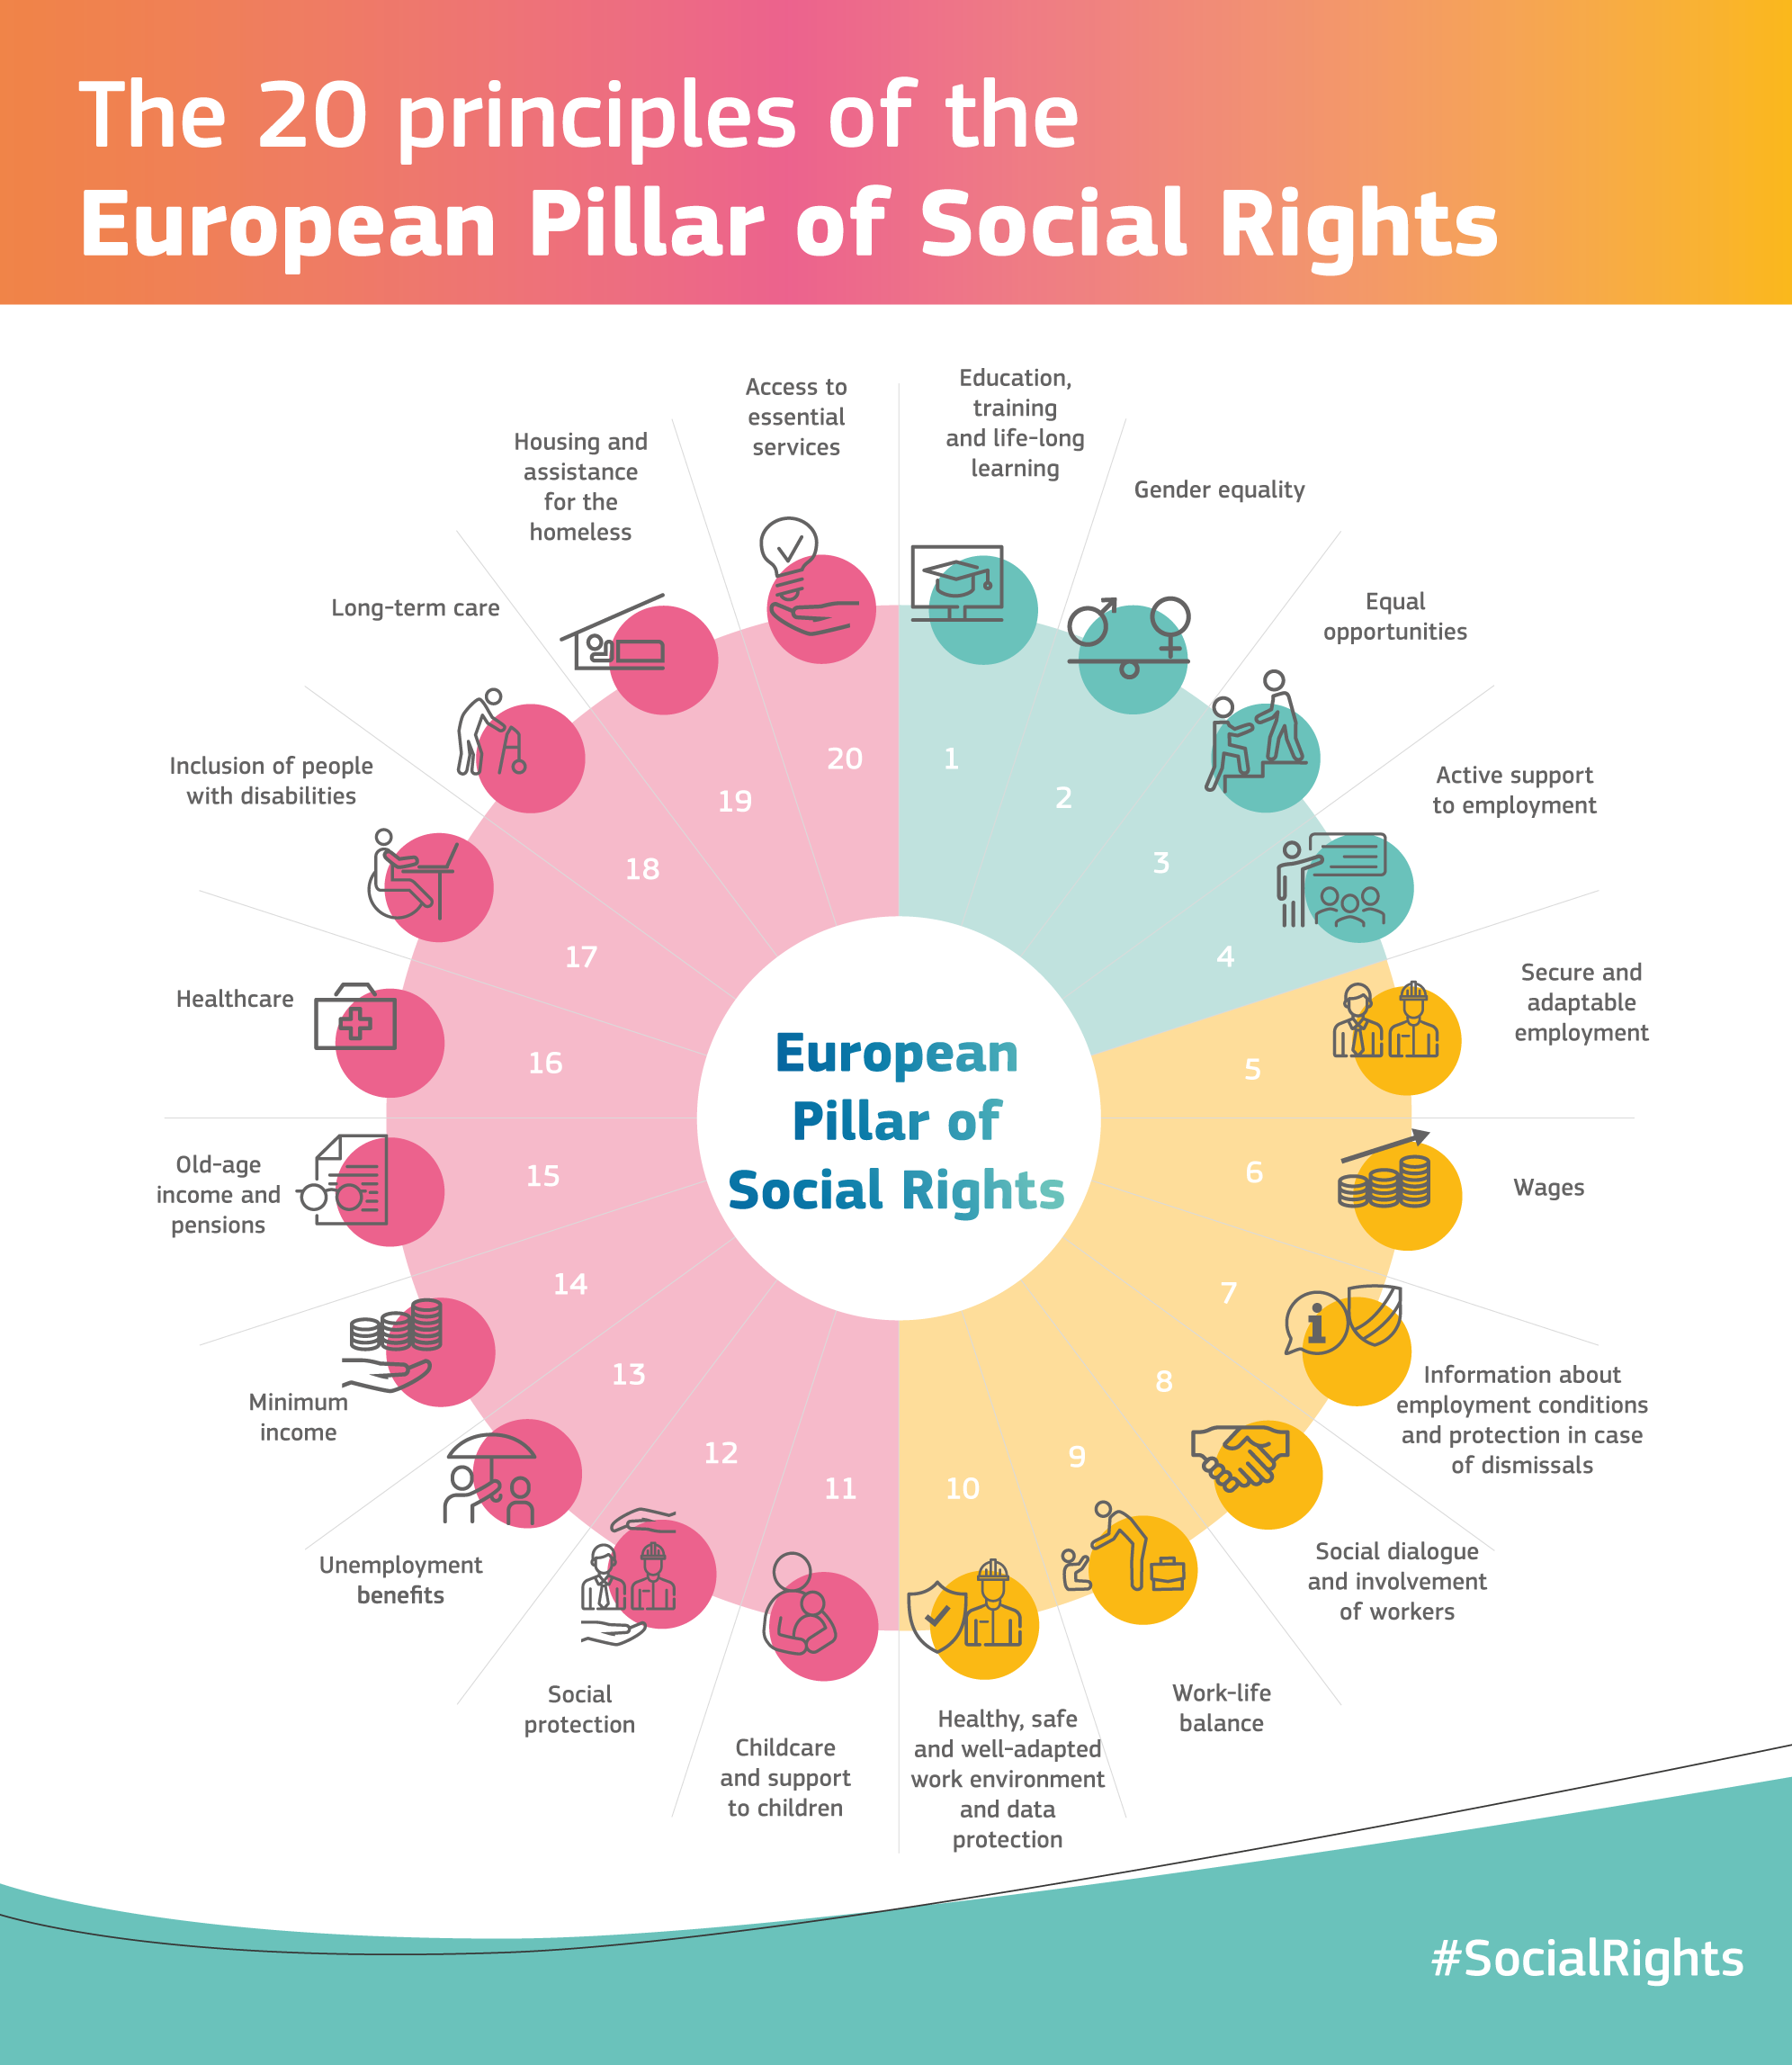 The 20 principles of the
European Pillar of Social Rights
Education,
training
and life-long
learning
Gender equality
Equal
opportunities
Active support
to employment
Secure and
adaptable
employment
Wages
Information about
employment conditions
and protection in case
of dismissals
Social dialogue
and involvement
of workers
Work-life
balance
Healthy, safe
and well-adapted
work environment
and data
protection
Childcare
and support
to children
Social
protection
Unemployment
benefits
Minimum
income
Old-age
income and
pensions
Healthcare
Inclusion of people
with disabilities
Long-term care
Housing and
assistance
for the
homeless
Access to
essential
services
1
2
3
4
5
6
7
8
9
10
11
12
13
14
15
16
17
18
19
20
European
Pillar of
Social Rights
i
#SocialRights